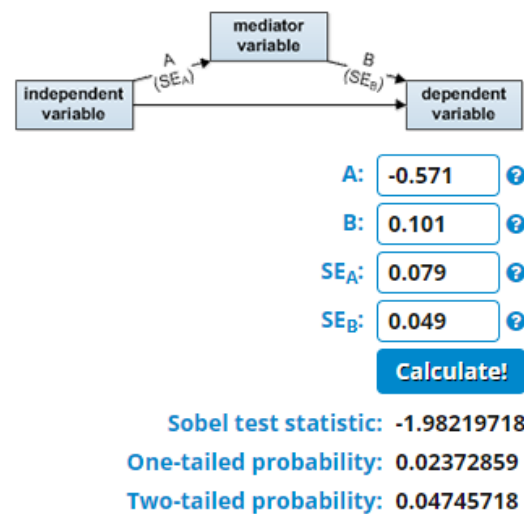 mediator
variable
A
(SEA)
B
(SEB)
independent
variable
dependent
variable
A: -0.571 ?
B: 0.101 ?
SEA: 0.079 ?
SEB: 0.049 ?
Calculate!
Sobel test statistic: -1.98219718
One-tailed probability: 0.02372859
Two-tailed probability: 0.04745718